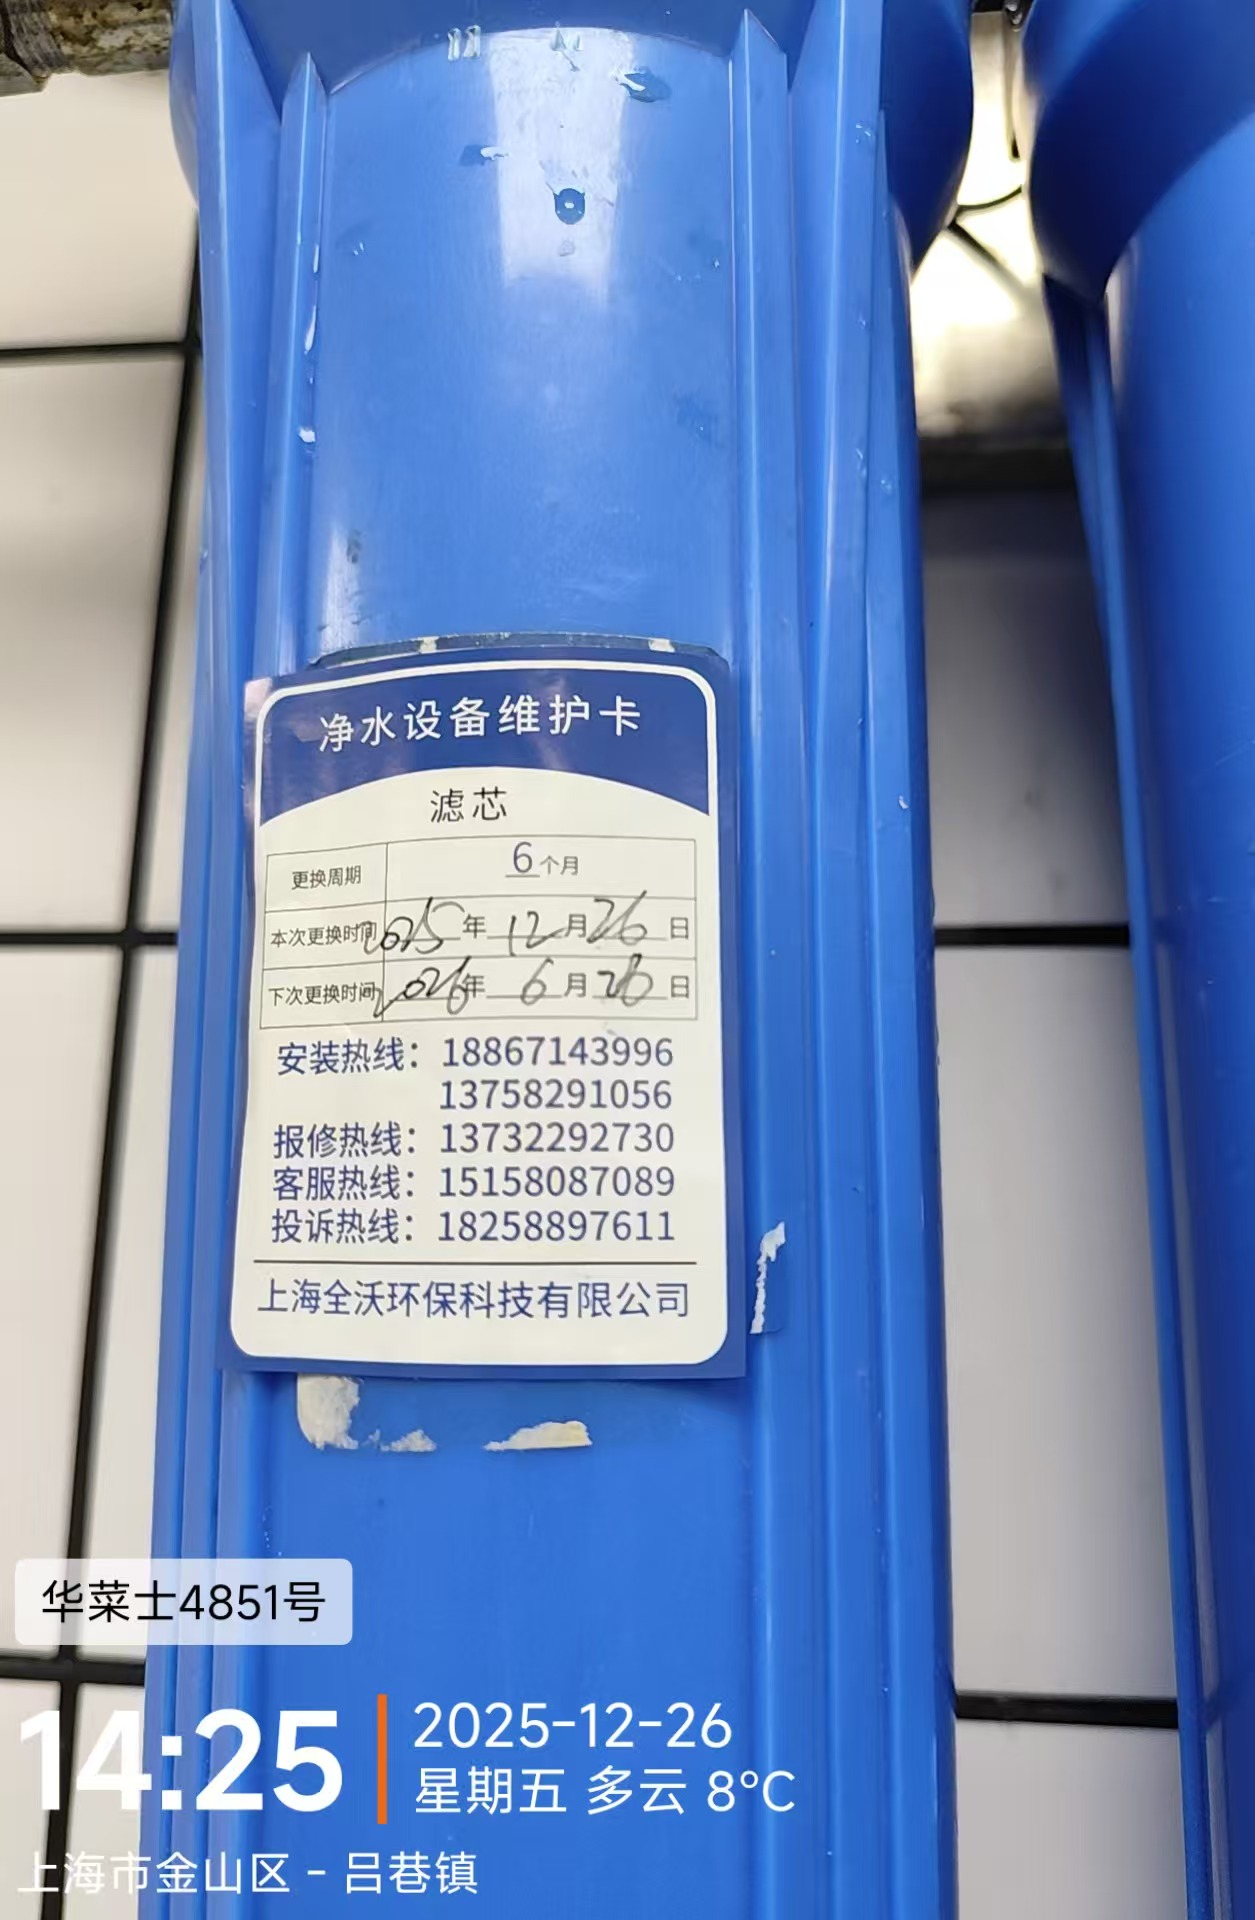 净水设备维护卡
滤芯
更换周期 6个月
本次更换时间 2025年12月26日
下次更换时间 2026年6月26日
安装热线：18867143996
13758291056
报修热线：13732292730
客服热线：15158087089
投诉热线：18258897611
上海全沃环保科技有限公司
华莱士4851号
14:25
2025-12-26
星期五 多云 8°C
上海市金山区 - 吕巷镇